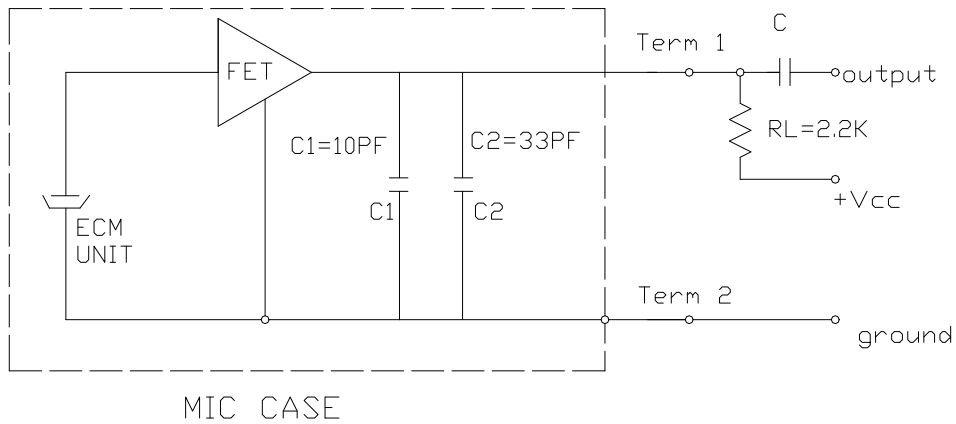 C
Term 1
output
FET
RL=2.2K
C1=10PF
C2=33PF
+Vcc
C1
C2
ECM
UNIT
Term 2
ground
MIC CASE